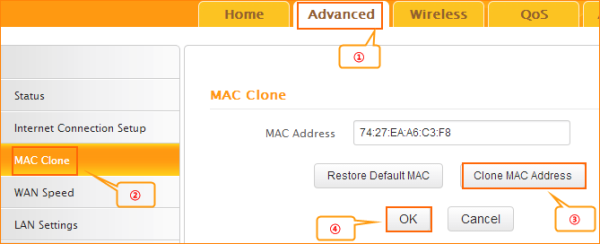 Home Advanced Wireless QoS
①
Status
Internet Connection Setup
MAC Clone
②
WAN Speed
LAN Settings
MAC Clone
MAC Address 74:27:EA:A6:C3:F8
Restore Default MAC Clone MAC Address
③
④ OK Cancel